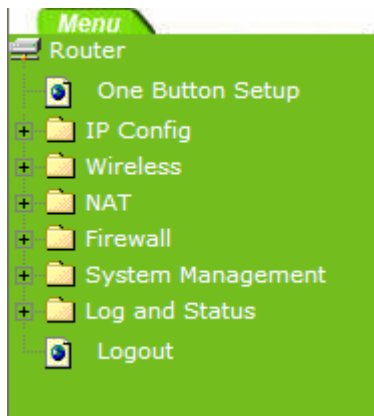 Menu
Router
One Button Setup
IP Config
Wireless
NAT
Firewall
System Management
Log and Status
Logout